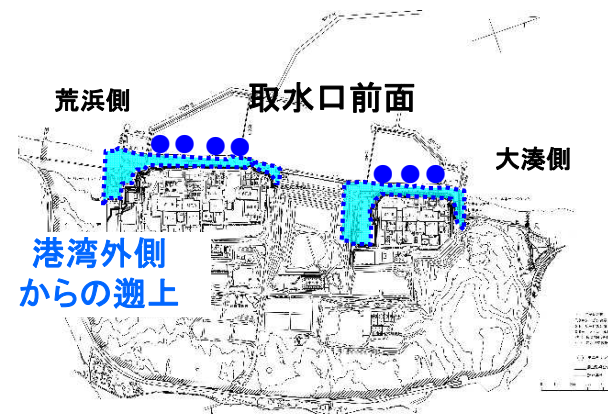 荒浜側
取水口前面
大湊側
港湾外側
からの遡上